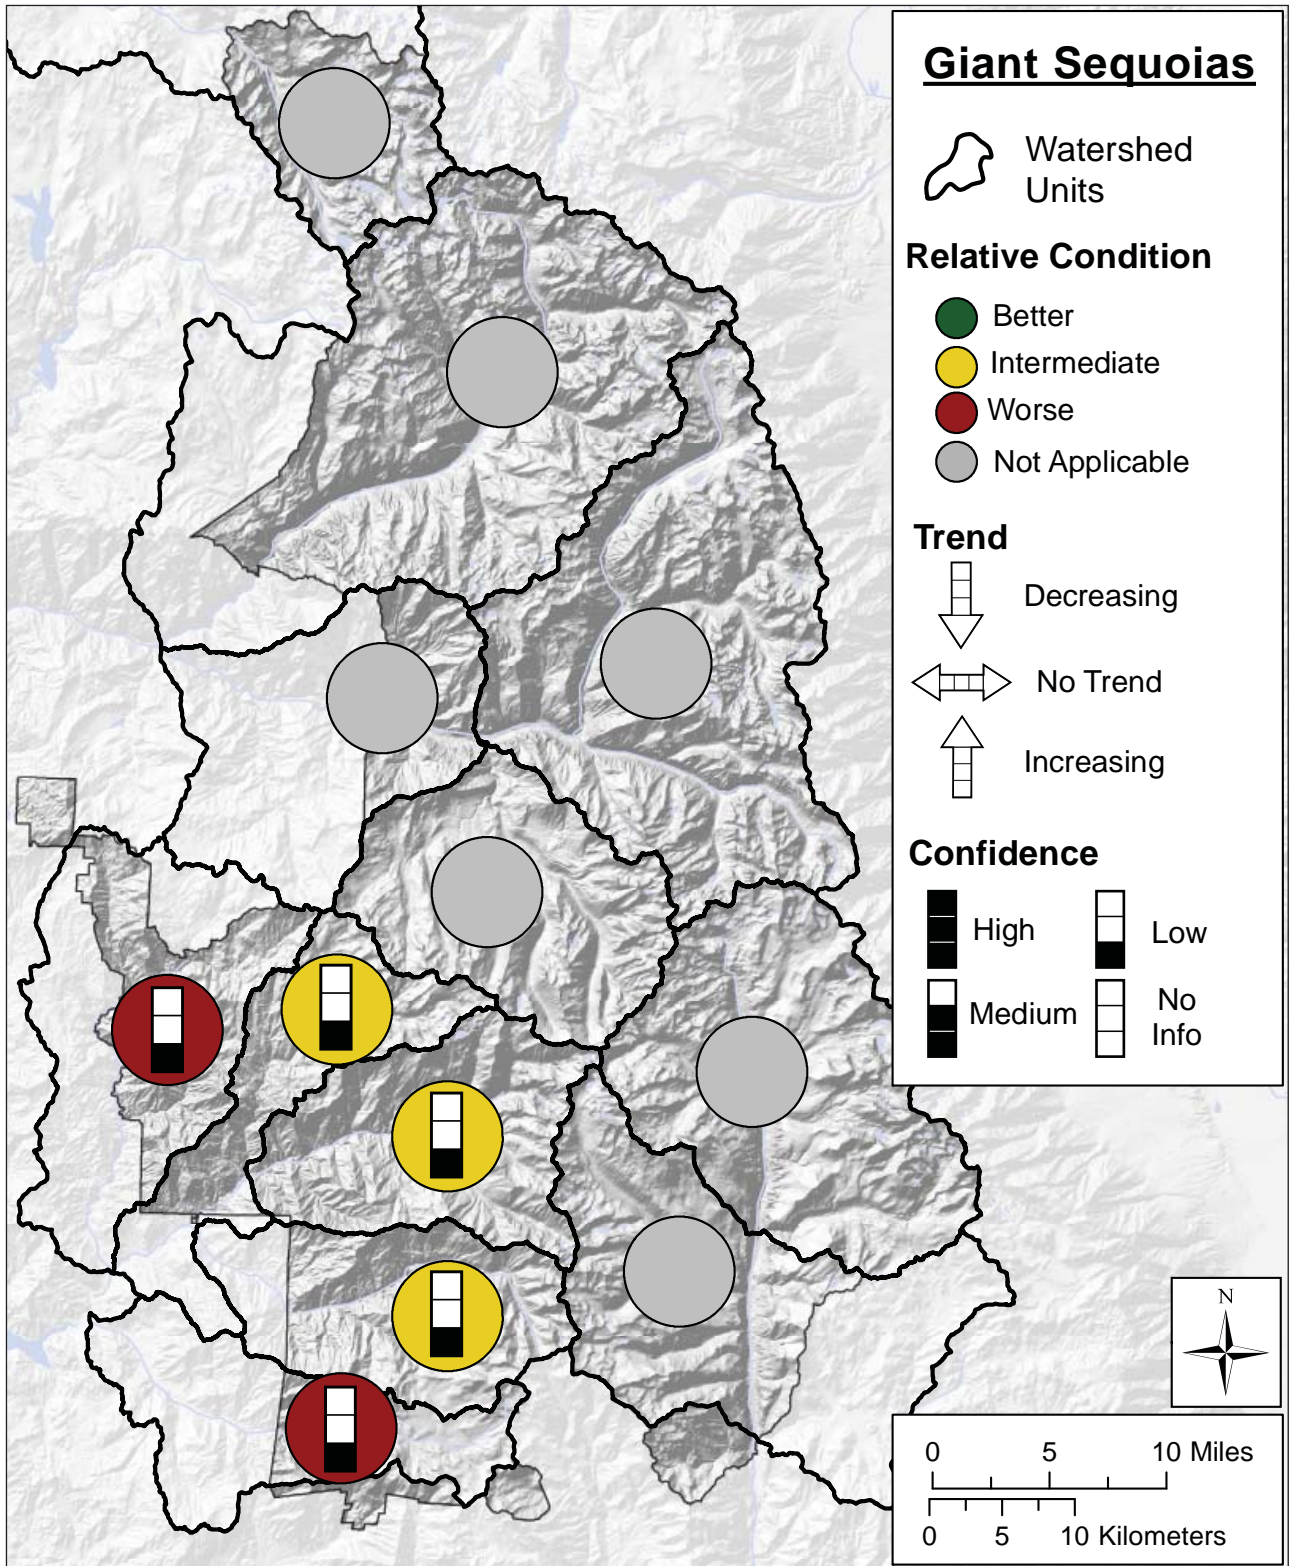 Giant Sequoias
Watershed
Units
Relative Condition
Better
Intermediate
Worse
Not Applicable
Trend
Decreasing
No Trend
Increasing
Confidence
High
Low
Medium
No
Info
N
0 5 10 Miles
0 5 10 Kilometers